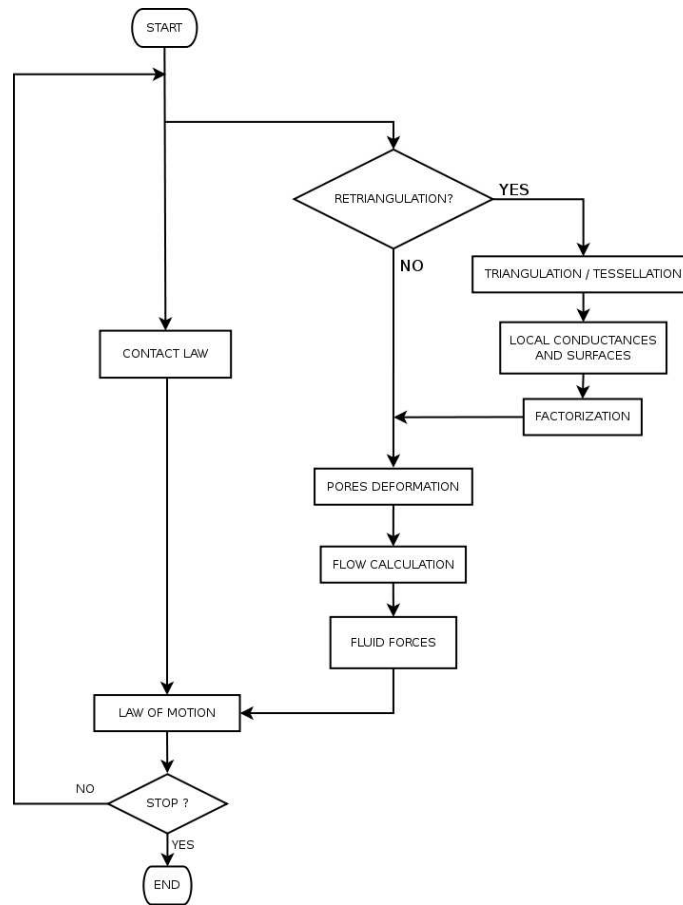 START
RETRIANGULATION?
YES
NO
TRIANGULATION / TESSELLATION
LOCAL CONDUCTANCES
AND SURFACES
CONTACT LAW
FACTORIZATION
PORES DEFORMATION
FLOW CALCULATION
FLUID FORCES
LAW OF MOTION
NO
STOP ?
YES
END